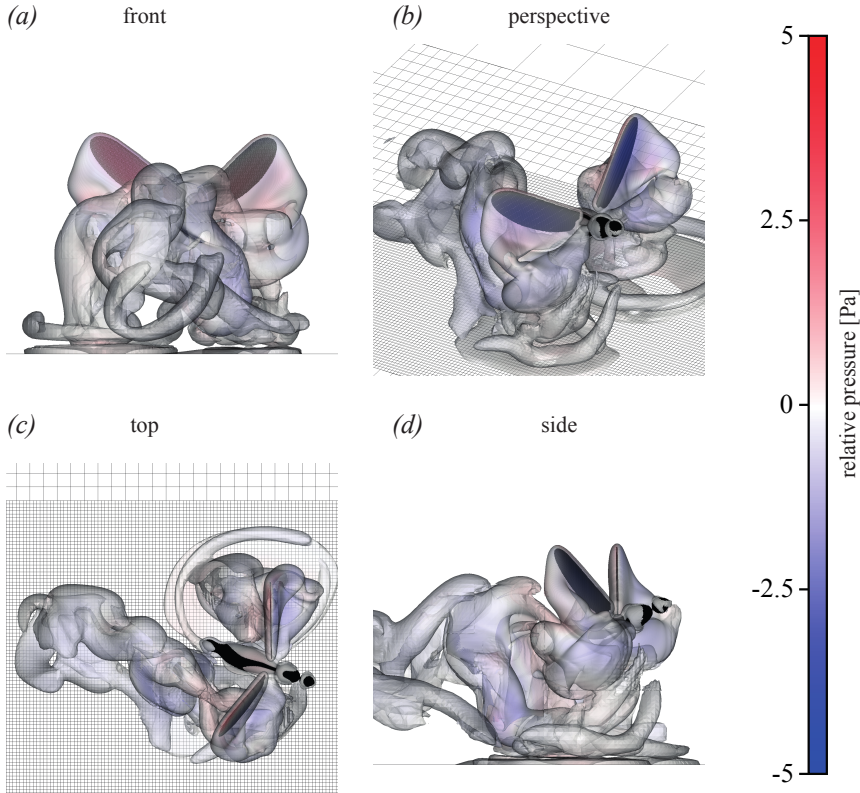 (a) front
(b) perspective
(c) top
(d) side
5
2.5
0
-2.5
-5
relative pressure [Pa]